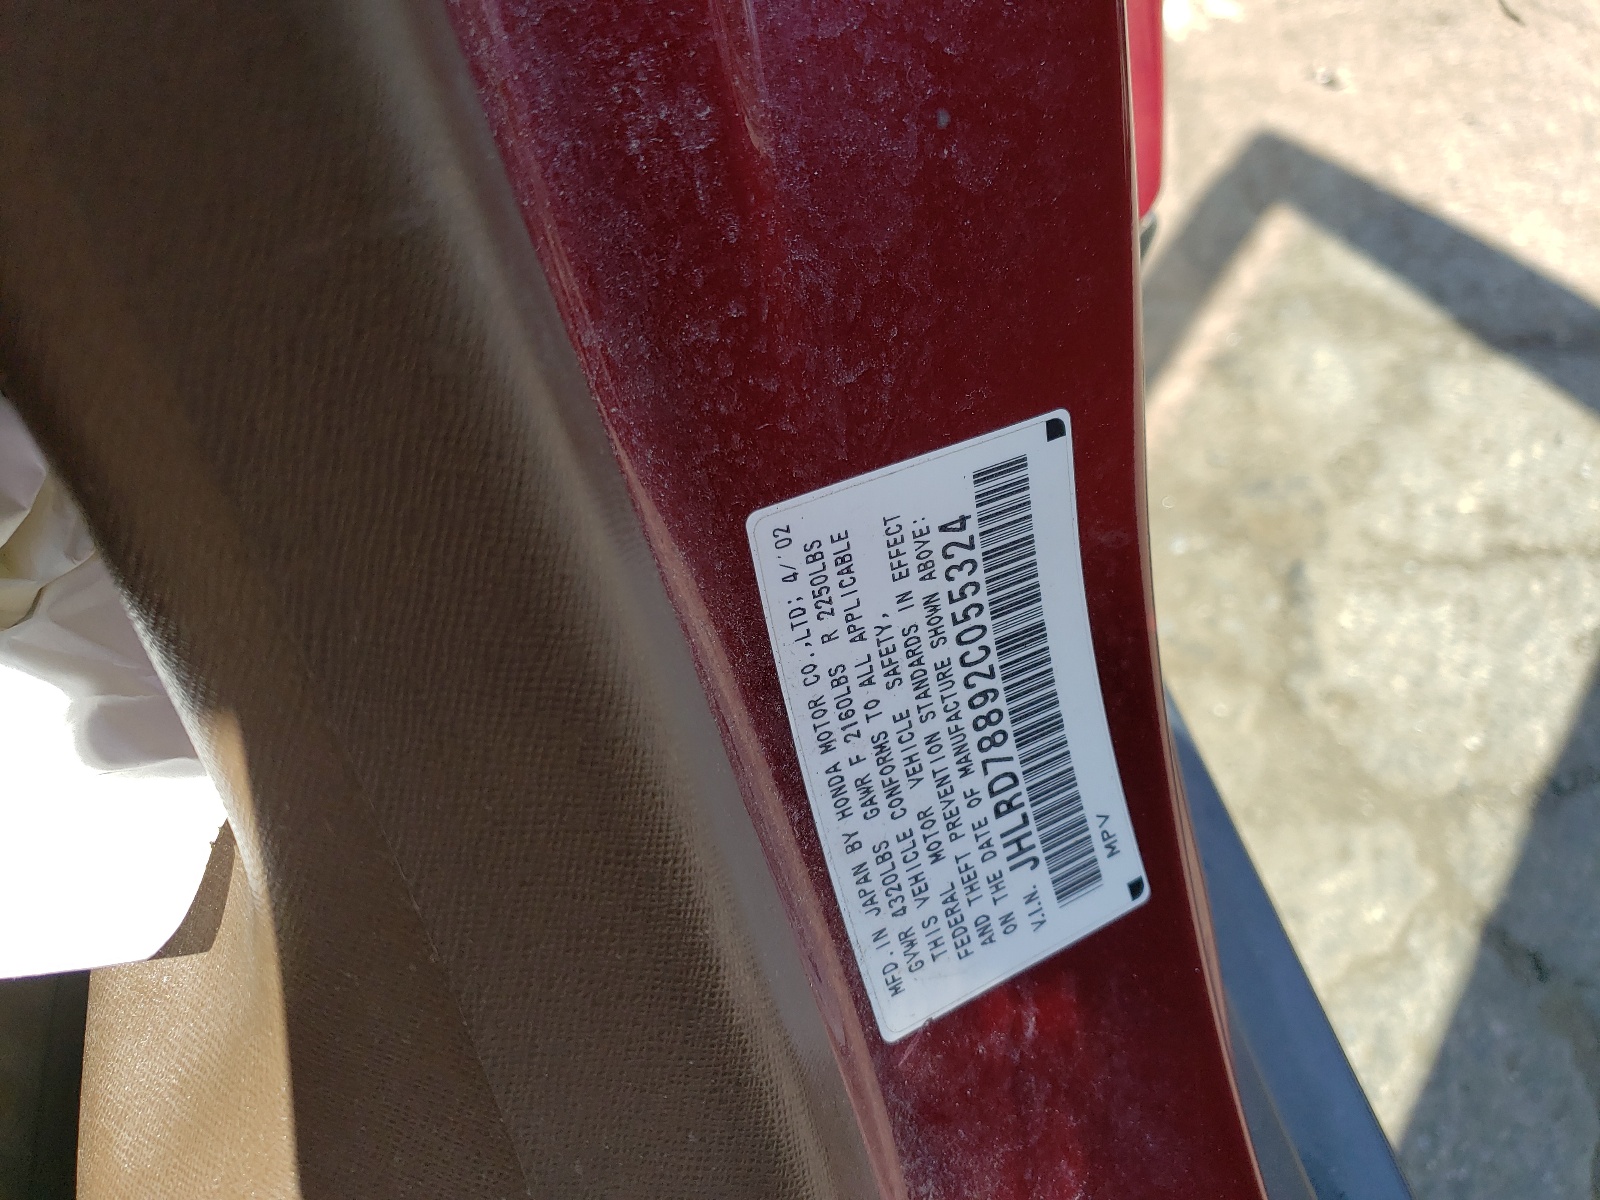 MFD. IN JAPAN BY HONDA MOTOR CO.,LTD; 4/'02
GVWR 4320LBS GAWR F 2160LBS R 2250LBS
THIS VEHICLE CONFORMS TO ALL APPLICABLE
FEDERAL MOTOR VEHICLE SAFETY,
AND THEFT PREVENTION STANDARDS IN EFFECT
ON THE DATE OF MANUFACTURE SHOWN ABOVE:
V.I.N. JHLRD78892C055324
MPV